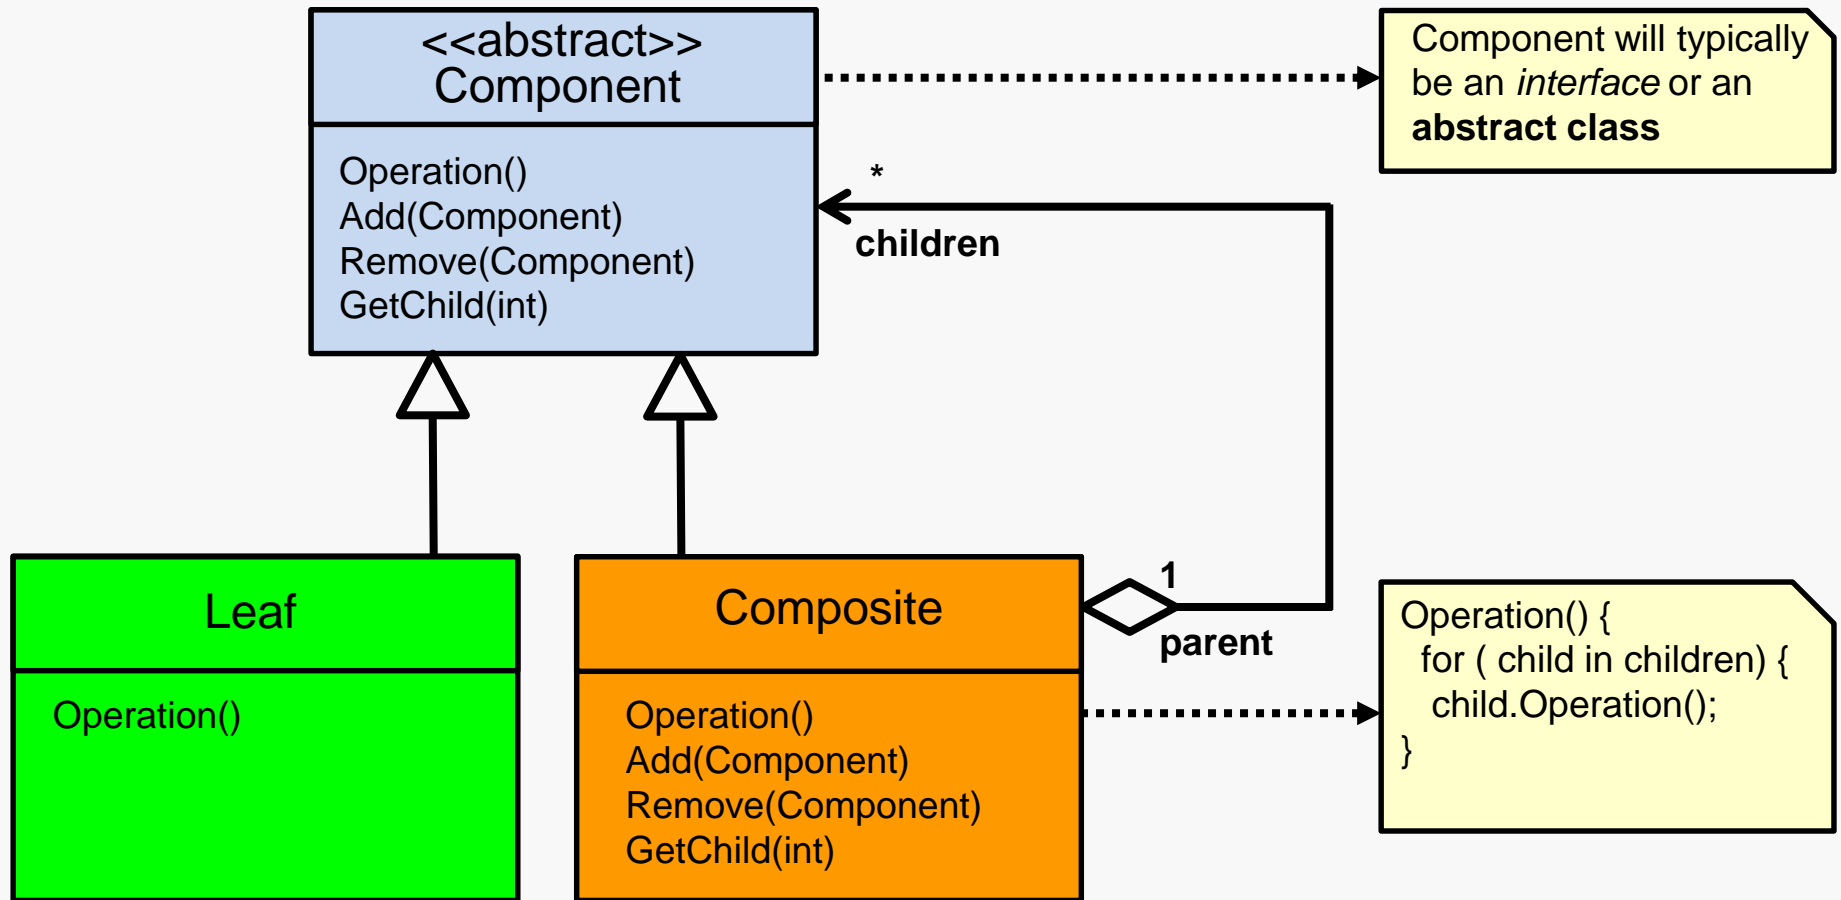 <<abstract>>
Component
Operation()
Add(Component)
Remove(Component)
GetChild(int)
Component will typically
be an interface or an
abstract class
*
children
Leaf
Operation()
Composite
Operation()
Add(Component)
Remove(Component)
GetChild(int)
1
parent
Operation() {
for ( child in children) {
child.Operation();
}